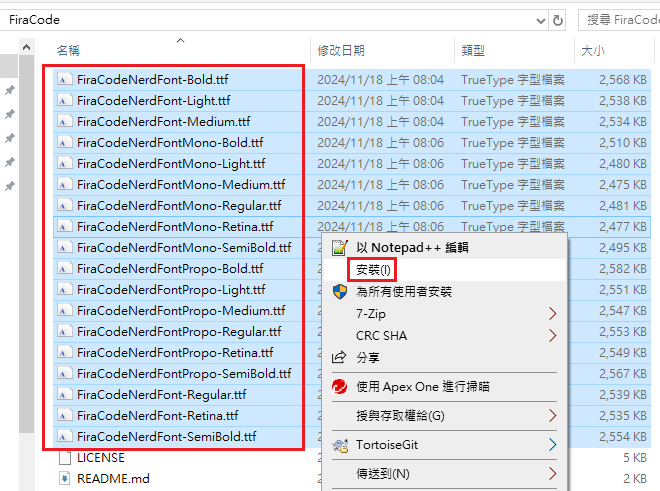 FiraCode
搜尋 FiraCode
名稱 修改日期 類型 大小
FiraCodeNerdFont-Bold.ttf 2024/11/18 上午 08:04 TrueType 字型檔案 2,568 KB
FiraCodeNerdFont-Light.ttf 2024/11/18 上午 08:04 TrueType 字型檔案 2,538 KB
FiraCodeNerdFont-Medium.ttf 2024/11/18 上午 08:04 TrueType 字型檔案 2,534 KB
FiraCodeNerdFontMono-Bold.ttf 2024/11/18 上午 08:06 TrueType 字型檔案 2,510 KB
FiraCodeNerdFontMono-Light.ttf 2024/11/18 上午 08:06 TrueType 字型檔案 2,480 KB
FiraCodeNerdFontMono-Medium.ttf 2024/11/18 上午 08:06 TrueType 字型檔案 2,475 KB
FiraCodeNerdFontMono-Regular.ttf 2024/11/18 上午 08:06 TrueType 字型檔案 2,481 KB
FiraCodeNerdFontMono-Retina.ttf 2024/11/18 上午 08:06 TrueType 字型檔案 2,477 KB
FiraCodeNerdFontMono-SemiBold.ttf 2,495 KB
FiraCodeNerdFontPropo-Bold.ttf 2,582 KB
FiraCodeNerdFontPropo-Light.ttf 2,551 KB
FiraCodeNerdFontPropo-Medium.ttf 2,547 KB
FiraCodeNerdFontPropo-Regular.ttf 2,553 KB
FiraCodeNerdFontPropo-Retina.ttf 2,549 KB
FiraCodeNerdFontPropo-SemiBold.ttf 2,567 KB
FiraCodeNerdFont-Regular.ttf 2,539 KB
FiraCodeNerdFont-Retina.ttf 2,535 KB
FiraCodeNerdFont-SemiBold.ttf 2,554 KB
LICENSE 5 KB
README.md 2 KB
以 Notepad++ 編輯
安裝(I)
為所有使用者安裝
7-Zip
CRC SHA
分享
使用 Apex One 進行掃瞄
授與存取權給(G)
TortoiseGit
傳送到(N)